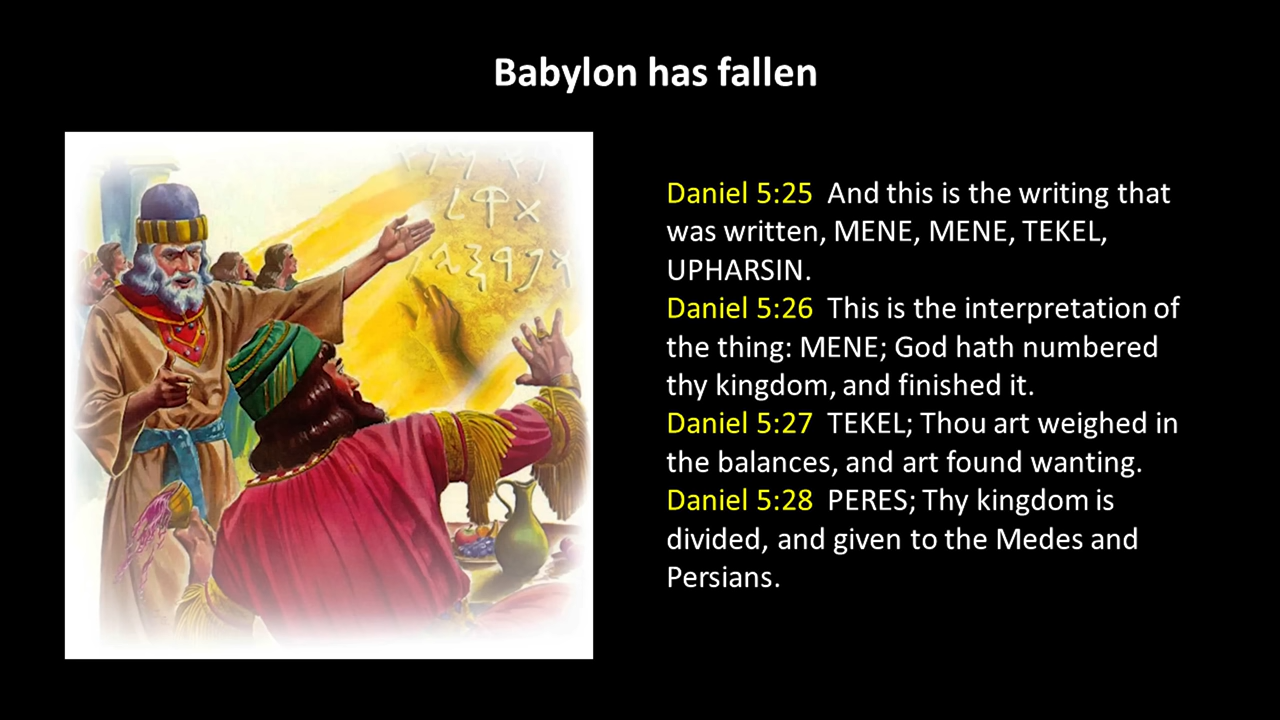 Babylon has fallen
Daniel 5:25  And this is the writing that
was written, MENE, MENE, TEKEL,
UPHARSIN.
Daniel 5:26  This is the interpretation of
the thing: MENE; God hath numbered
thy kingdom, and finished it.
Daniel 5:27  TEKEL; Thou art weighed in
the balances, and art found wanting.
Daniel 5:28  PERES; Thy kingdom is
divided, and given to the Medes and
Persians.